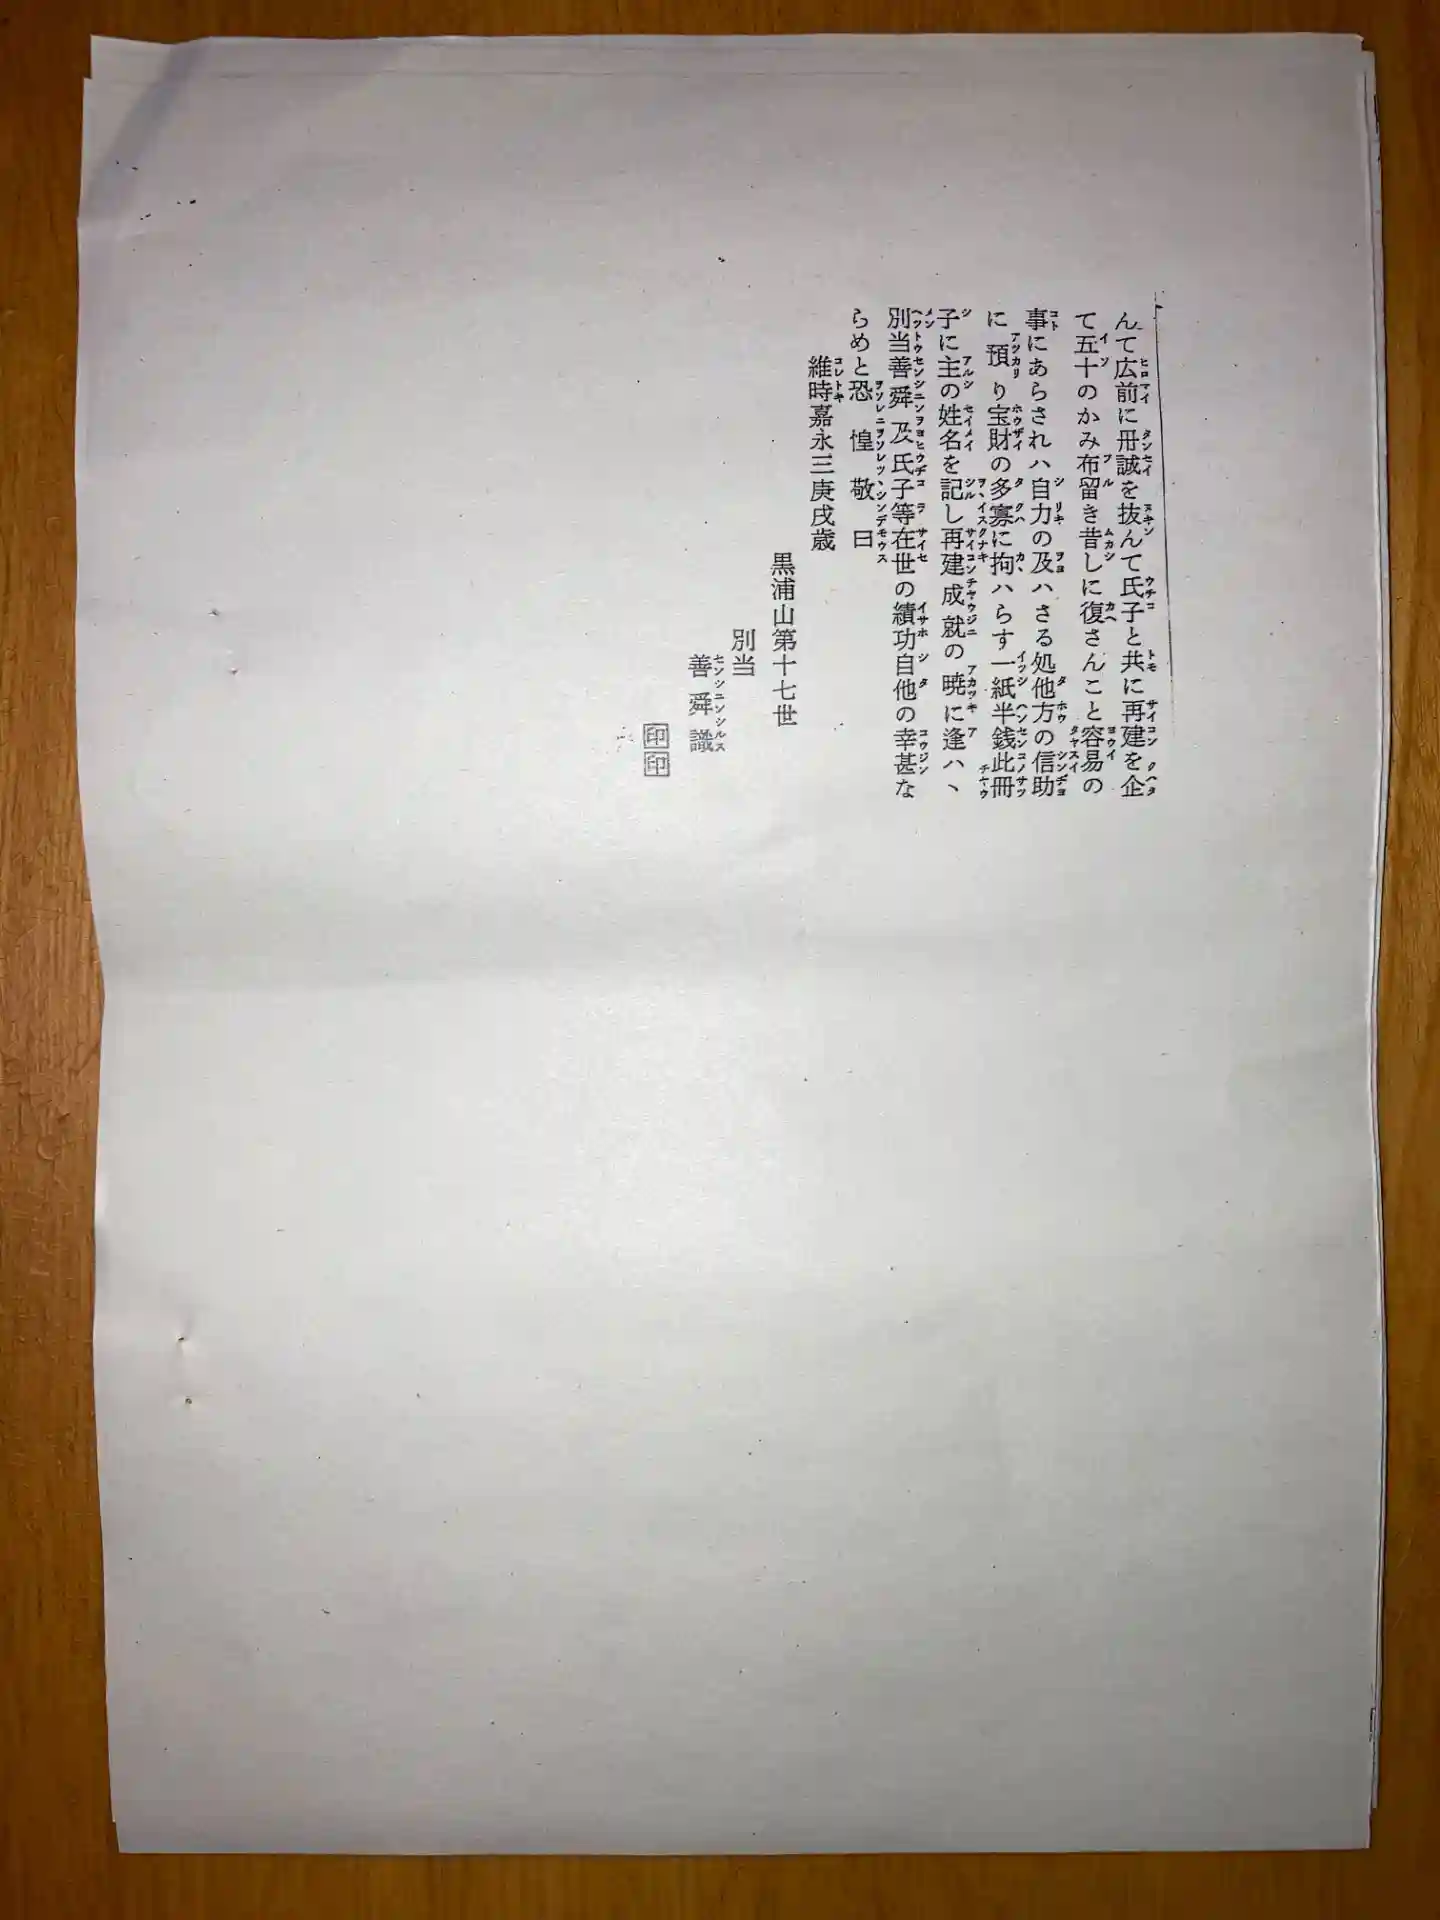 んて広前に丹誠を抜んて氏子と共に再建を企
て五十のかみ布留き昔しに復さんこと容易の
事にあらされハ自力の及ハさる処他方の信助
に預り宝財の多寡に拘ハらす一紙半銭此冊
子に主の姓名を記し再建成就の暁に逢ハヽ
別当善舜及氏子等在世の績功自他の幸甚な
らめと恐惶敬曰
維時嘉永三庚戌歳
黒浦山第十七世
別当
善舜識
印印